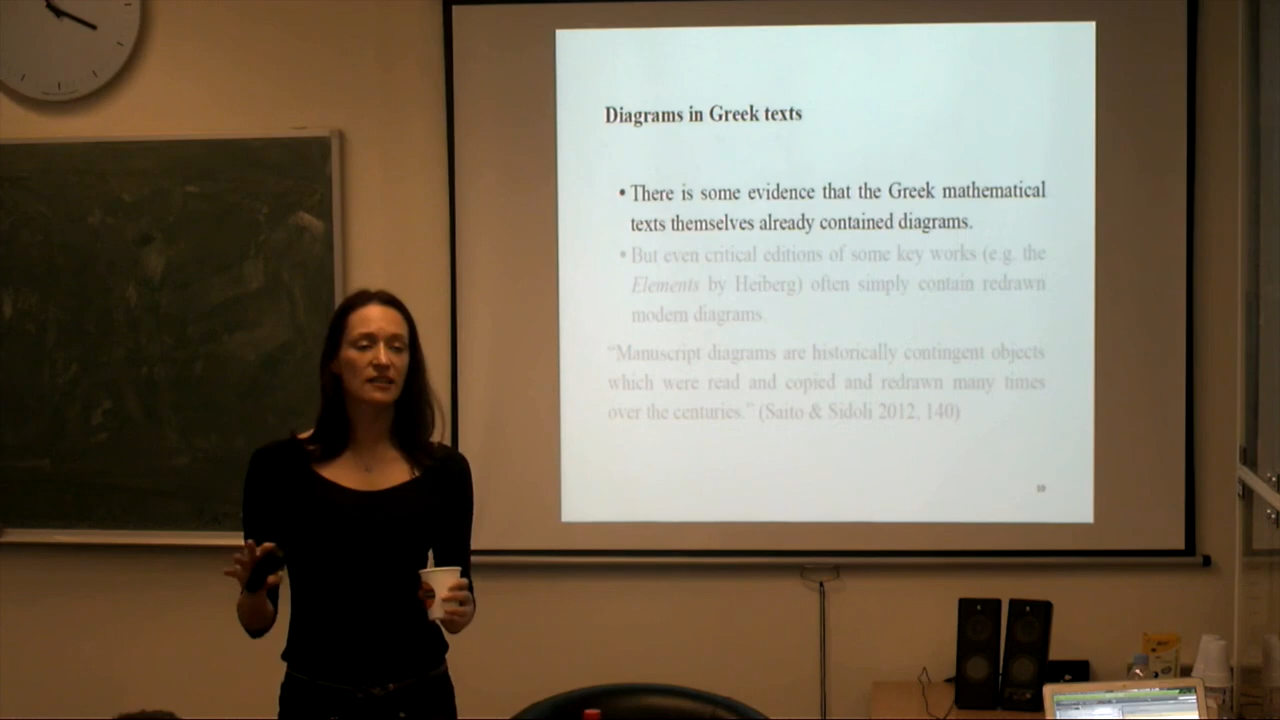 Diagrams in Greek texts
• There is some evidence that the Greek mathematical
texts themselves already contained diagrams.
• But even critical editions of some key works (e.g. the
Elements by Heiberg) often simply contain redrawn
modern diagrams.
“Manuscript diagrams are historically contingent objects
which were read and copied and redrawn many times
over the centuries.” (Saito & Sidoli 2012, 140)